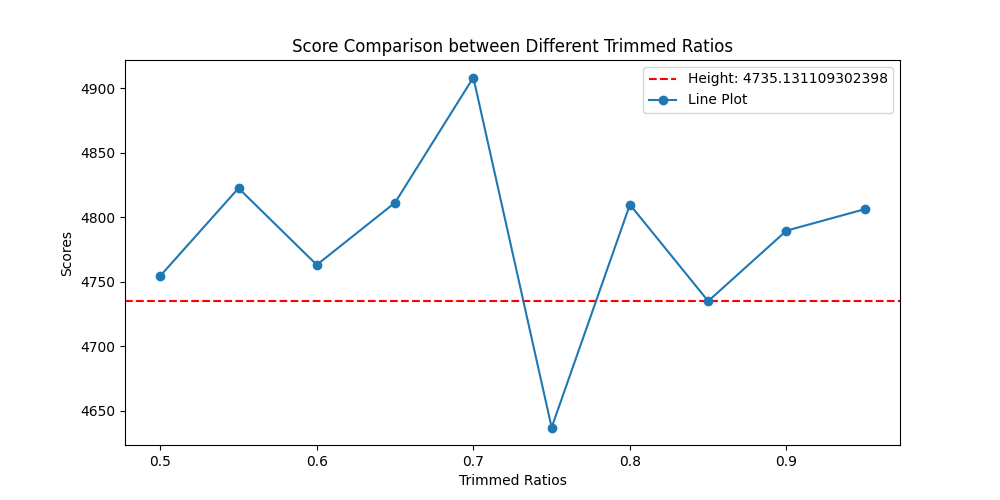 Score Comparison between Different Trimmed Ratios
Height: 4735.131109302398
Line Plot
4900
4850
4800
4750
4700
4650
Scores
0.5 0.6 0.7 0.8 0.9
Trimmed Ratios